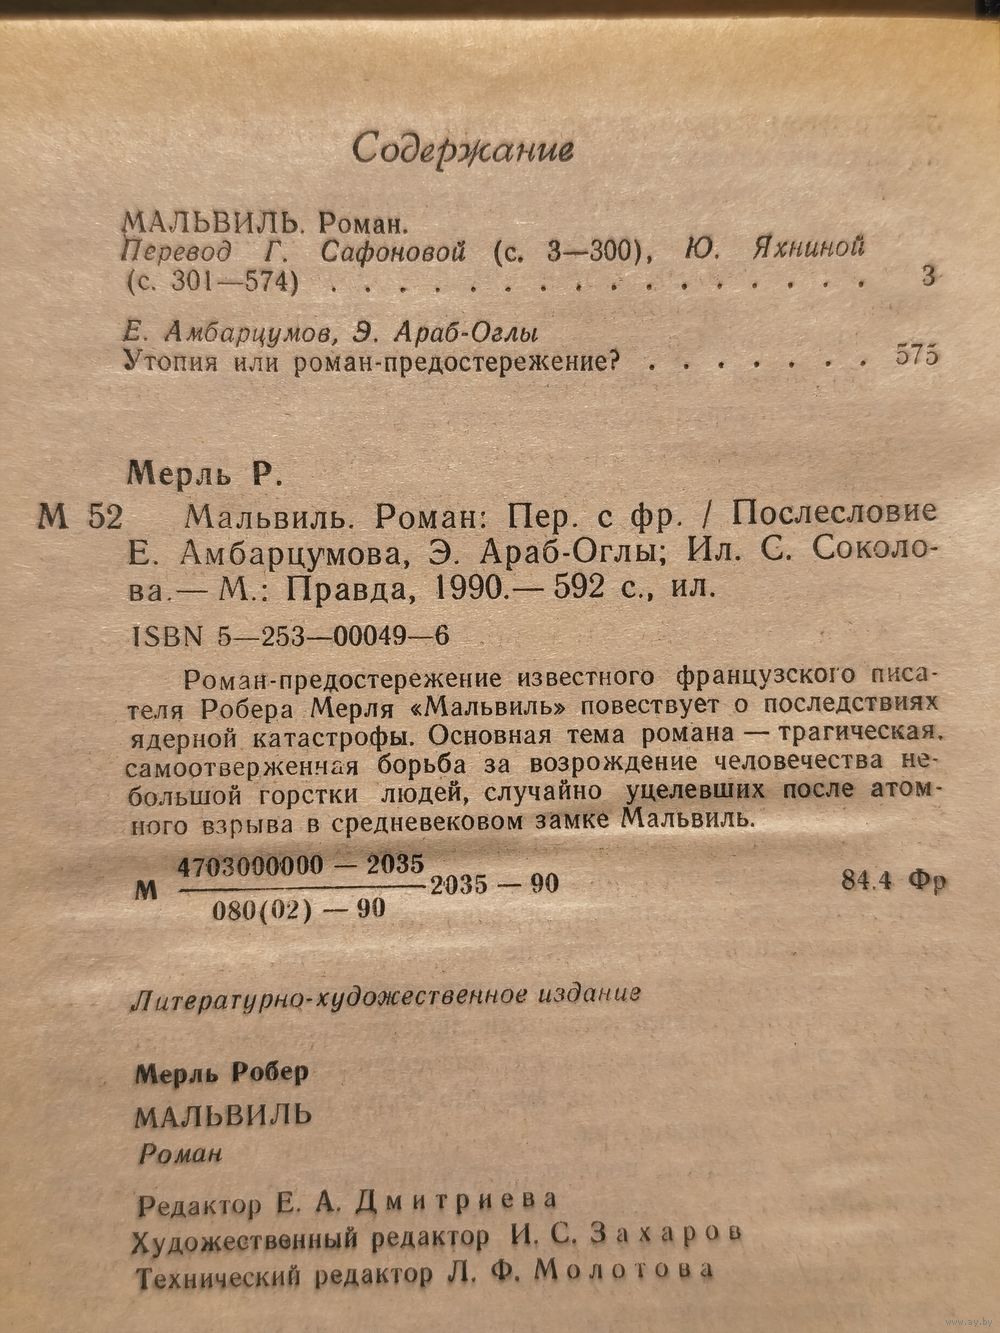 Содержание
МАЛЬВИЛЬ. Роман.
Перевод Г. Сафоновой (с. 3—300), Ю. Яхниной
(с. 301—574) . . . . . . . . . . . . . . . . 3
Е. Амбарцумов, Э. Араб-Оглы
Утопия или роман-предостережение? . . . . . . . 575
Мерль Р.
М 52 Мальвиль. Роман: Пер. с фр. / Послесловие
Е. Амбарцумова, Э. Араб-Оглы; Ил. С. Соколо-
ва.— М.: Правда, 1990.— 592 с., ил.
ISBN 5—253—00049—6
Роман-предостережение известного французского писа-
теля Робера Мерля «Мальвиль» повествует о последствиях
ядерной катастрофы. Основная тема романа — трагическая,
самоотверженная борьба за возрождение человечества не-
большой горстки людей, случайно уцелевших после атом-
ного взрыва в средневековом замке Мальвиль.
4703000000 — 2035
М 2035 — 90 84.4 Фр
080(02) — 90
Литературно-художественное издание
Мерль Робер
МАЛЬВИЛЬ
Роман
Редактор Е. А. Дмитриева
Художественный редактор И. С. Захаров
Технический редактор Л. Ф. Молотова
www.ay.by